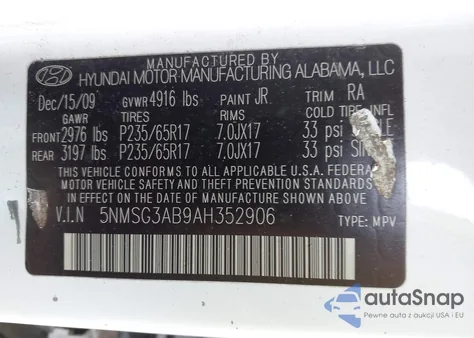 MANUFACTURED BY
HYUNDAI MOTOR MANUFACTURING ALABAMA, LLC
Dec/15/09 GVWR 4916 lbs PAINT JR TRIM RA
GAWR TIRES RIMS COLD TIRE INFL
FRONT 2976 lbs P235/65R17 7.0JX17 33 psi
REAR 3197 lbs P235/65R17 7.0JX17 33 psi
THIS VEHICLE CONFORMS TO ALL APPLICABLE U.S.A. FEDERAL
MOTOR VEHICLE SAFETY AND THEFT PREVENTION STANDARDS
IN EFFECT ON THE DATE OF MANUFACTURE SHOWN ABOVE.
V.I.N 5NMSG3AB9AH352906 TYPE: MPV
autaSnap
Pewne auta z USA i EU